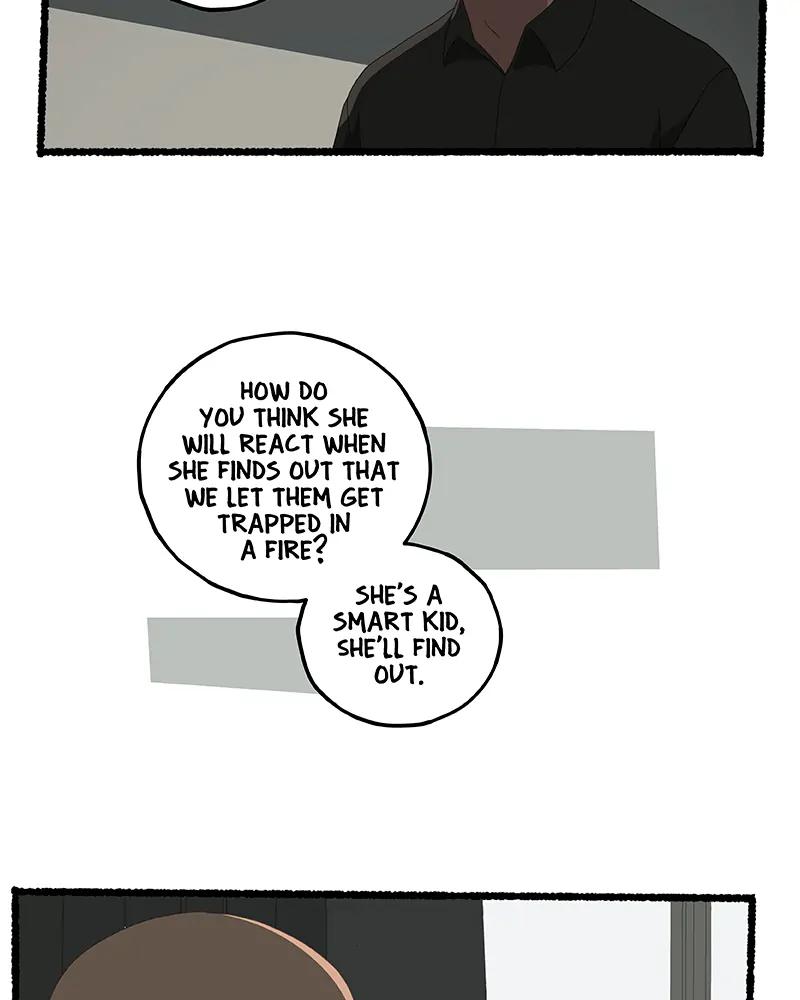 HOW DO
YOU THINK SHE
WILL REACT WHEN
SHE FINDS OUT THAT
WE LET THEM GET
TRAPPED IN
A FIRE?
SHE'S A
SMART KID,
SHE'LL FIND
OUT.